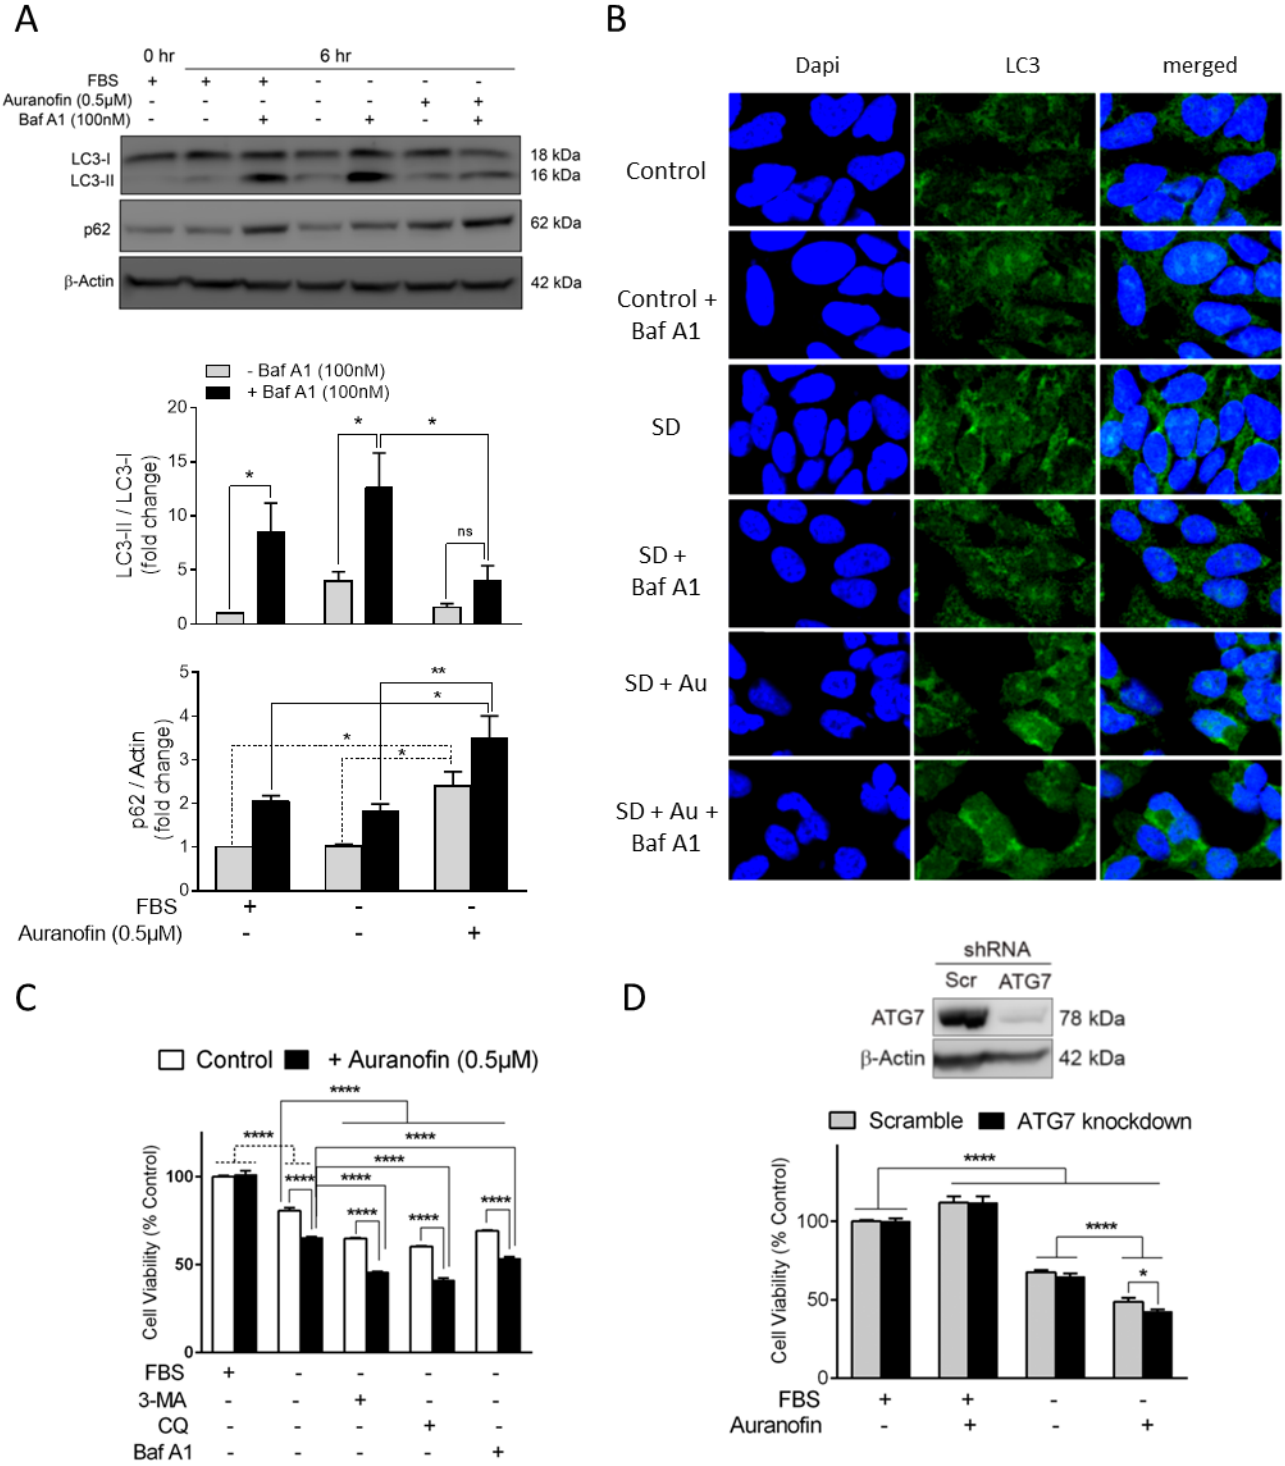 A
0 hr 6 hr
FBS + + + - - - -
Auranofin (0.5µM) - - - - - + +
Baf A1 (100nM) - - + - + - +
LC3-I 18 kDa
LC3-II 16 kDa
p62 62 kDa
β-Actin 42 kDa
- Baf A1 (100nM)
+ Baf A1 (100nM)
LC3-II / LC3-I
(fold change)
20
15
10
5
0
* * * ns
p62 / Actin
(fold change)
5
4
3
2
1
0
**
*
*
*
FBS + - -
Auranofin (0.5µM) - - +
B
Dapi LC3 merged
Control
Control +
Baf A1
SD
SD +
Baf A1
SD + Au
SD + Au +
Baf A1
C
Control + Auranofin (0.5µM)
****
****
****
****
****
**** **** **** ****
Cell Viability (% Control)
100
50
0
FBS + - - - -
3-MA - - + - -
CQ - - - + -
Baf A1 - - - - +
D
shRNA
Scr ATG7
ATG7 78 kDa
β-Actin 42 kDa
Scramble ATG7 knockdown
****
****
*
Cell Viability (% Control)
100
50
0
FBS + + - -
Auranofin - + - +